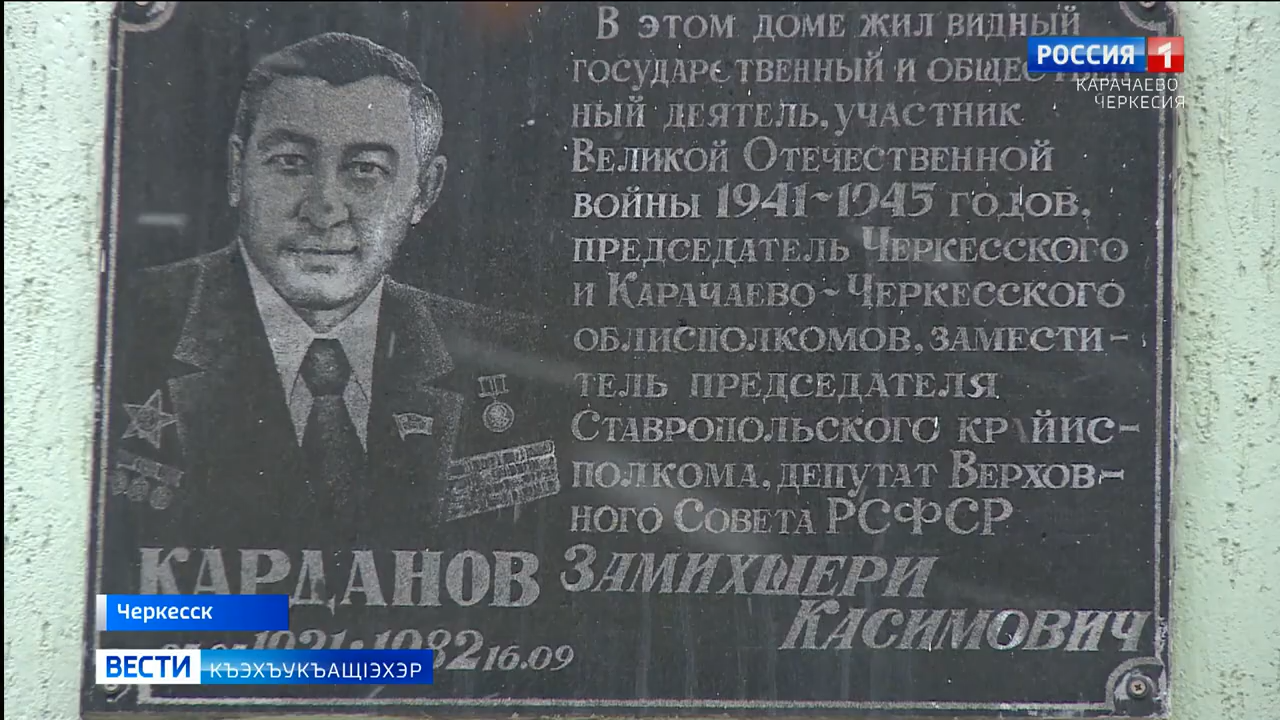 В этом доме жил видный
государственный и обществен
ный деятель, участник
Великой Отечественной
войны 1941~1945 годов,
председатель Черкесского
и Карачаево-Черкесского
облисполкомов, замести-
тель председателя
Ставропольского крайис-
полкома, депутат Верхов-
ного Совета РСФСР
КАРДАНОВ Замихшери
Касимович
1921 · 1982 16.09
РОССИЯ 1
КАРАЧАЕВО
ЧЕРКЕСИЯ
Черкесск
ВЕСТИ КЪЭХЪУКЪАЩIЭХЭР